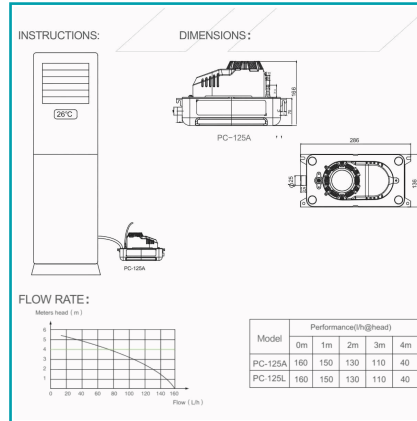 INSTRUCTIONS:
DIMENSIONS:
26°C
166
PC-125A
286
136
Φ25
PC-125A
FLOW RATE:
Meters head ( m )
6
5
4
3
2
1
0 20 40 60 80 100 120 140 160
Flow (L/h)
Model Performance(l/h@head)
0m 1m 2m 3m 4m
PC-125A 160 150 130 110 40
PC-125L 160 150 130 110 40